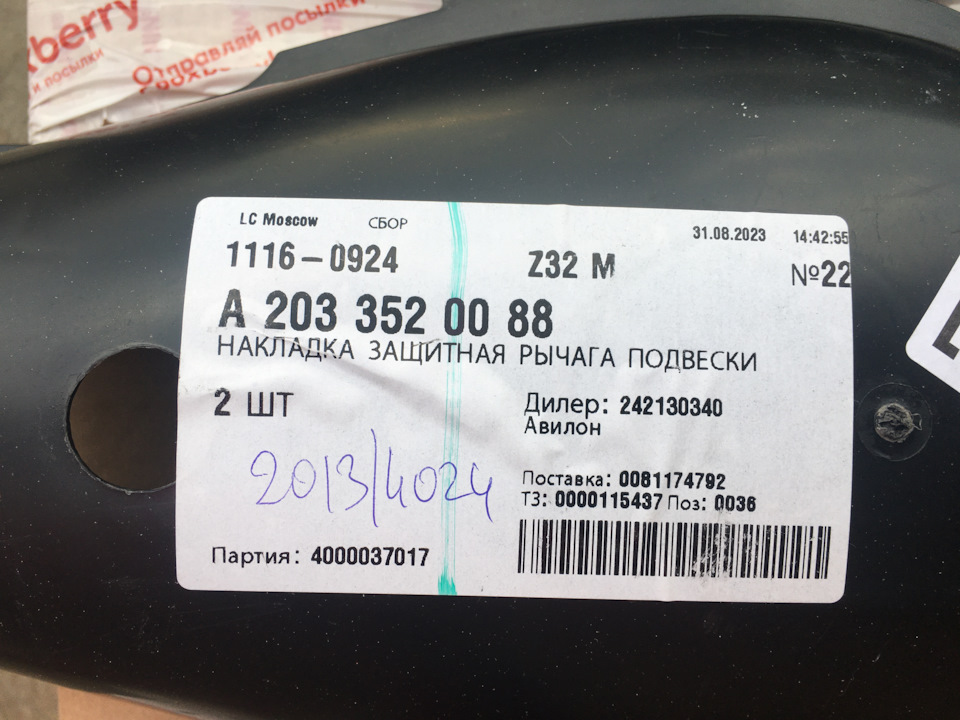 berry
и посылки
Отправляй посылки
LC Moscow СБОР 31.08.2023 14:42:55
1116-0924 Z32 M №22
A 203 352 00 88
НАКЛАДКА ЗАЩИТНАЯ РЫЧАГА ПОДВЕСКИ
2 ШТ Дилер: 242130340
Авилон
2013/4024
Поставка: 0081174792
ТЗ: 0000115437 Поз: 0036
Партия: 4000037017